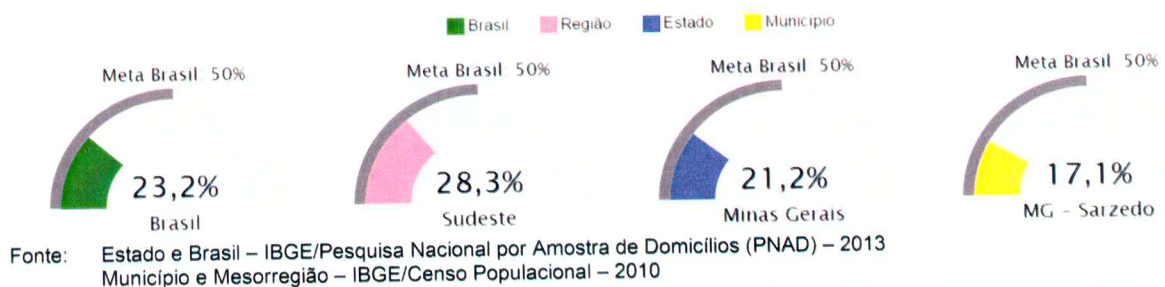 Brasil Região Estado Município
Meta Brasil: 50% Meta Brasil: 50% Meta Brasil: 50% Meta Brasil: 50%
23,2% 28,3% 21,2% 17,1%
Brasil Sudeste Minas Gerais MG - Sarzedo
Fonte: Estado e Brasil – IBGE/Pesquisa Nacional por Amostra de Domicílios (PNAD) – 2013
Município e Mesorregião – IBGE/Censo Populacional – 2010